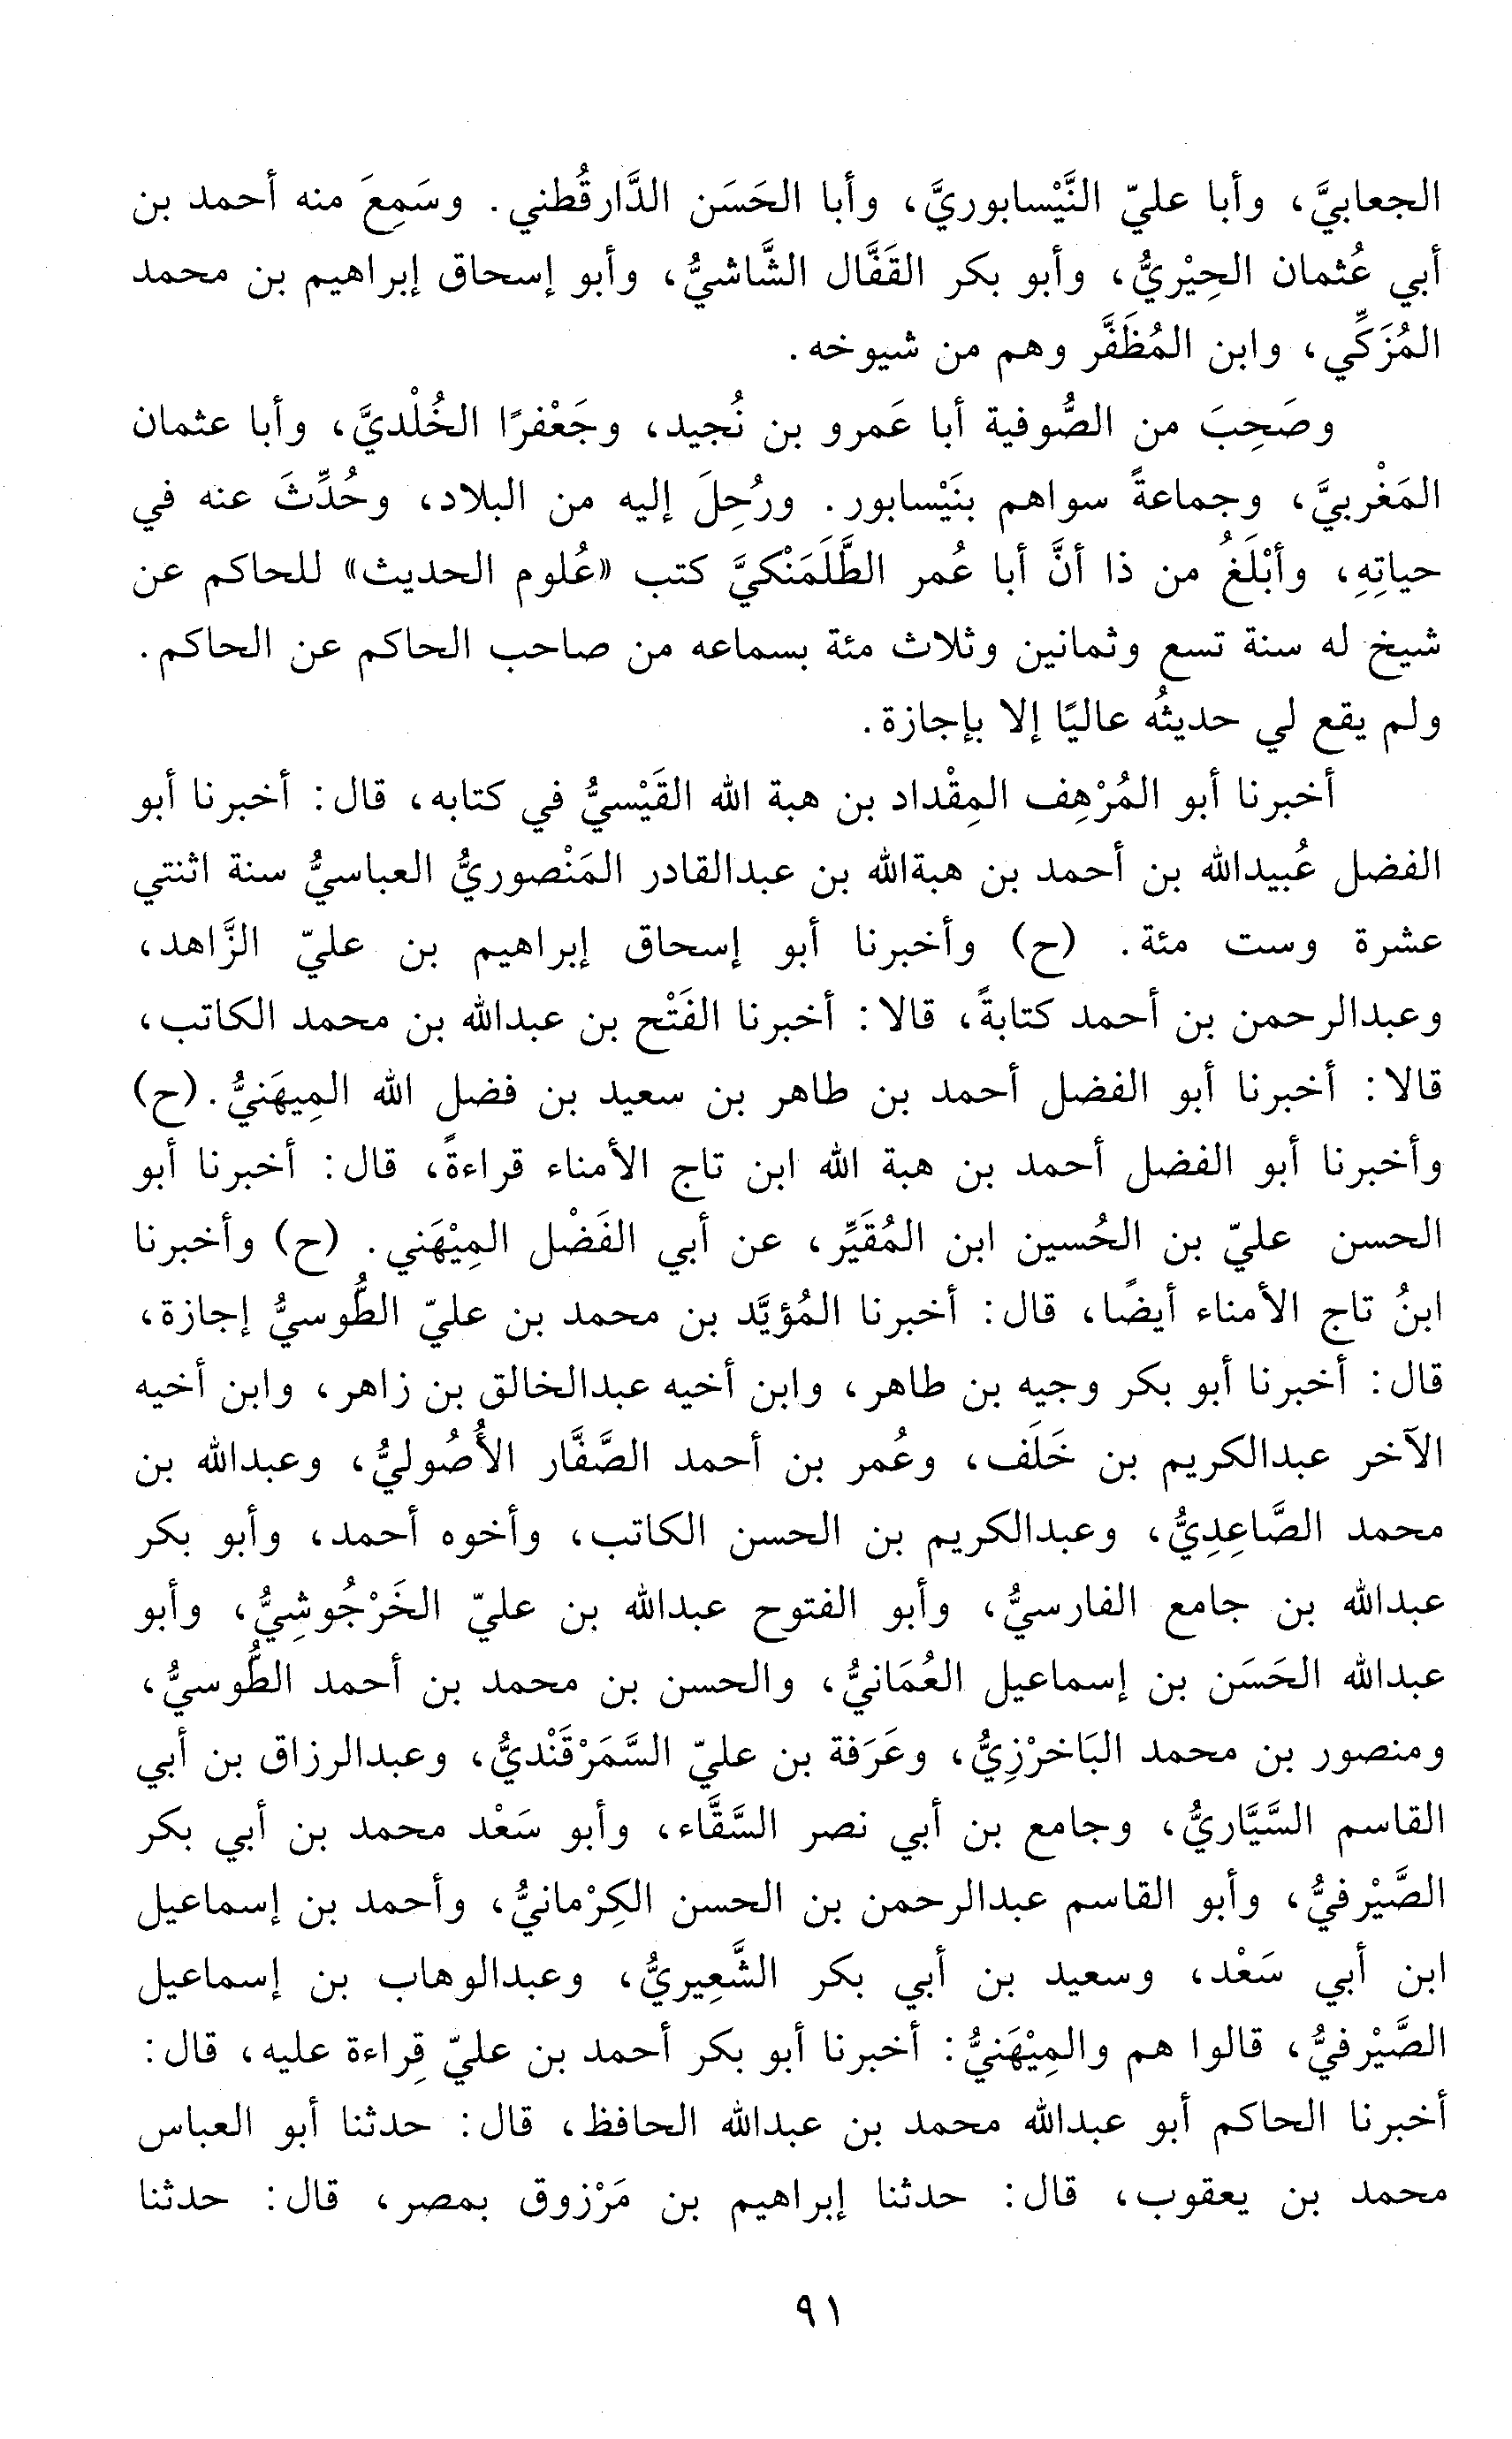 الجعابيَّ، وأبا عليّ النَّيْسابوريَّ، وأبا الحَسَن الدَّارقُطني. وسَمِعَ منه أحمد بن
أبي عُثمان الحِيْريُّ، وأبو بكر القَفَّال الشَّاشيُّ، وأبو إسحاق إبراهيم بن محمد
المُزَكِّي، وابن المُظَفَّر وهم من شيوخه.
وصَحِبَ من الصُّوفية أبا عَمرو بن نُجيد، وجَعْفرًا الخُلْديَّ، وأبا عثمان
المَغْربيَّ، وجماعةً سواهم بنَيْسابور. ورُحِلَ إليه من البلاد، وحُدِّثَ عنه في
حياتِهِ، وأبْلَغُ من ذا أنَّ أبا عُمر الطَّلَمَنْكيَّ كتب «عُلوم الحديث» للحاكم عن
شيخ له سنة تسع وثمانين وثلاث مئة بسماعه من صاحب الحاكم عن الحاكم.
ولم يقع لي حديثُه عاليًا إلا بإجازة.
أخبرنا أبو المُرْهِف المِقْداد بن هبة الله القَيْسيُّ في كتابه، قال: أخبرنا أبو
الفضل عُبيدالله بن أحمد بن هبةالله بن عبدالقادر المَنْصوريُّ العباسيُّ سنة اثنتي
عشرة وست مئة. (ح) وأخبرنا أبو إسحاق إبراهيم بن عليّ الزَّاهد،
وعبدالرحمن بن أحمد كتابةً، قالا: أخبرنا الفَتْح بن عبدالله بن محمد الكاتب،
قالا: أخبرنا أبو الفضل أحمد بن طاهر بن سعيد بن فضل الله المِيهَنيُّ. (ح)
وأخبرنا أبو الفضل أحمد بن هبة الله ابن تاج الأمناء قراءةً، قال: أخبرنا أبو
الحسن عليّ بن الحُسين ابن المُقَيِّر، عن أبي الفَضْل المِيْهَني. (ح) وأخبرنا
ابنُ تاج الأمناء أيضًا، قال: أخبرنا المُؤيَّد بن محمد بن عليّ الطُّوسيُّ إجازة،
قال: أخبرنا أبو بكر وجيه بن طاهر، وابن أخيه عبدالخالق بن زاهر، وابن أخيه
الآخر عبدالكريم بن خَلَف، وعُمر بن أحمد الصَّفَّار الأُصُوليُّ، وعبدالله بن
محمد الصَّاعِدِيُّ، وعبدالكريم بن الحسن الكاتب، وأخوه أحمد، وأبو بكر
عبدالله بن جامع الفارسيُّ، وأبو الفتوح عبدالله بن عليّ الخَرْجُوشِيُّ، وأبو
عبدالله الحَسَن بن إسماعيل العُمَانيُّ، والحسن بن محمد بن أحمد الطُّوسيُّ،
ومنصور بن محمد البَاخرْزِيُّ، وعَرَفة بن عليّ السَّمَرْقَنْديُّ، وعبدالرزاق بن أبي
القاسم السَّيَّاريُّ، وجامع بن أبي نصر السَّقَّاء، وأبو سَعْد محمد بن أبي بكر
الصَّيْرفيُّ، وأبو القاسم عبدالرحمن بن الحسن الكِرْمانيُّ، وأحمد بن إسماعيل
ابن أبي سَعْد، وسعيد بن أبي بكر الشَّعِيريُّ، وعبدالوهاب بن إسماعيل
الصَّيْرفيُّ، قالوا هم والمِيْهَنيُّ: أخبرنا أبو بكر أحمد بن عليّ قِراءة عليه، قال:
أخبرنا الحاكم أبو عبدالله محمد بن عبدالله الحافظ، قال: حدثنا أبو العباس
محمد بن يعقوب، قال: حدثنا إبراهيم بن مَرْزوق بمصر، قال: حدثنا
٩١